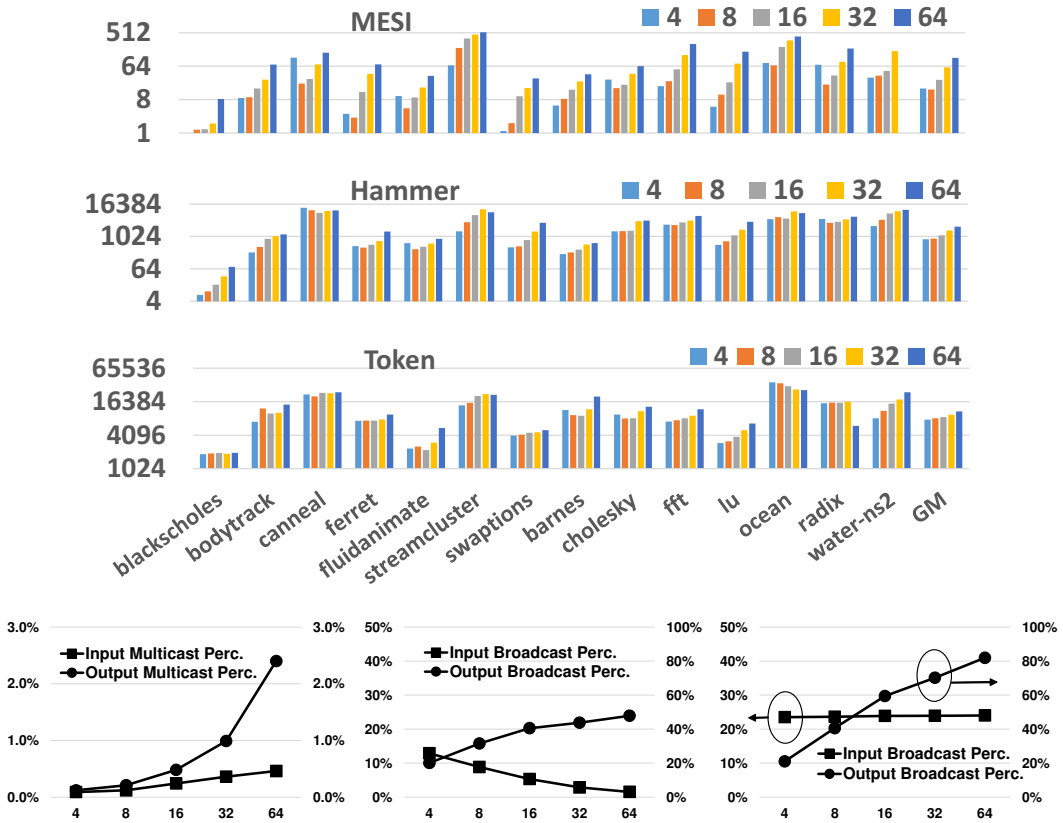 MESI 4 8 16 32 64
512
64
8
1
Hammer 4 8 16 32 64
16384
1024
64
4
Token 4 8 16 32 64
65536
16384
4096
1024
blackscholes bodytrack canneal ferret fluidanimate streamcluster swaptions barnes cholesky fft lu ocean radix water-ns2 GM
3.0% 3.0%
Input Multicast Perc.
Output Multicast Perc.
2.0% 2.0%
1.0% 1.0%
0.0% 0.0%
4 8 16 32 64
50% 100%
Input Broadcast Perc.
Output Broadcast Perc.
40% 80%
30% 60%
20% 40%
10% 20%
0% 0%
4 8 16 32 64
50% 100%
40% 80%
30% 60%
20% 40%
Input Broadcast Perc.
Output Broadcast Perc.
10% 20%
0% 0%
4 8 16 32 64